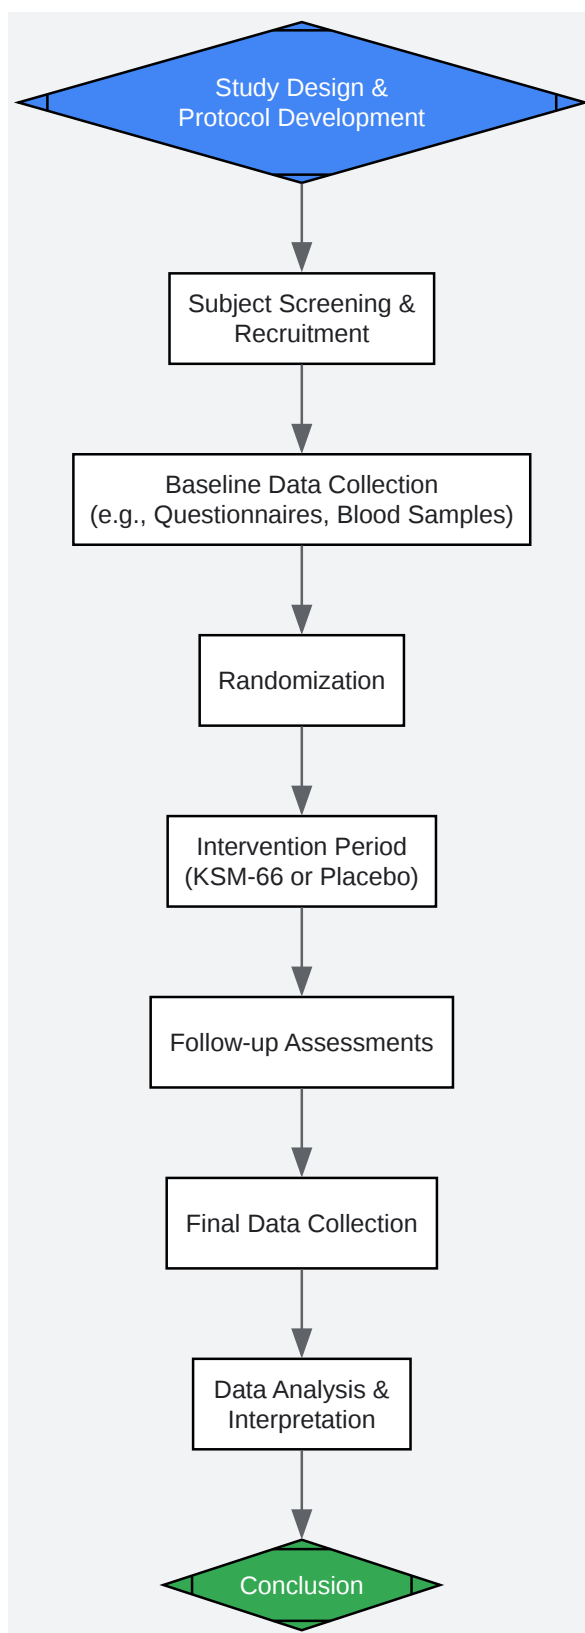 Study Design &
Protocol Development
Subject Screening &
Recruitment
Baseline Data Collection
(e.g., Questionnaires, Blood Samples)
Randomization
Intervention Period
(KSM-66 or Placebo)
Follow-up Assessments
Final Data Collection
Data Analysis &
Interpretation
Conclusion